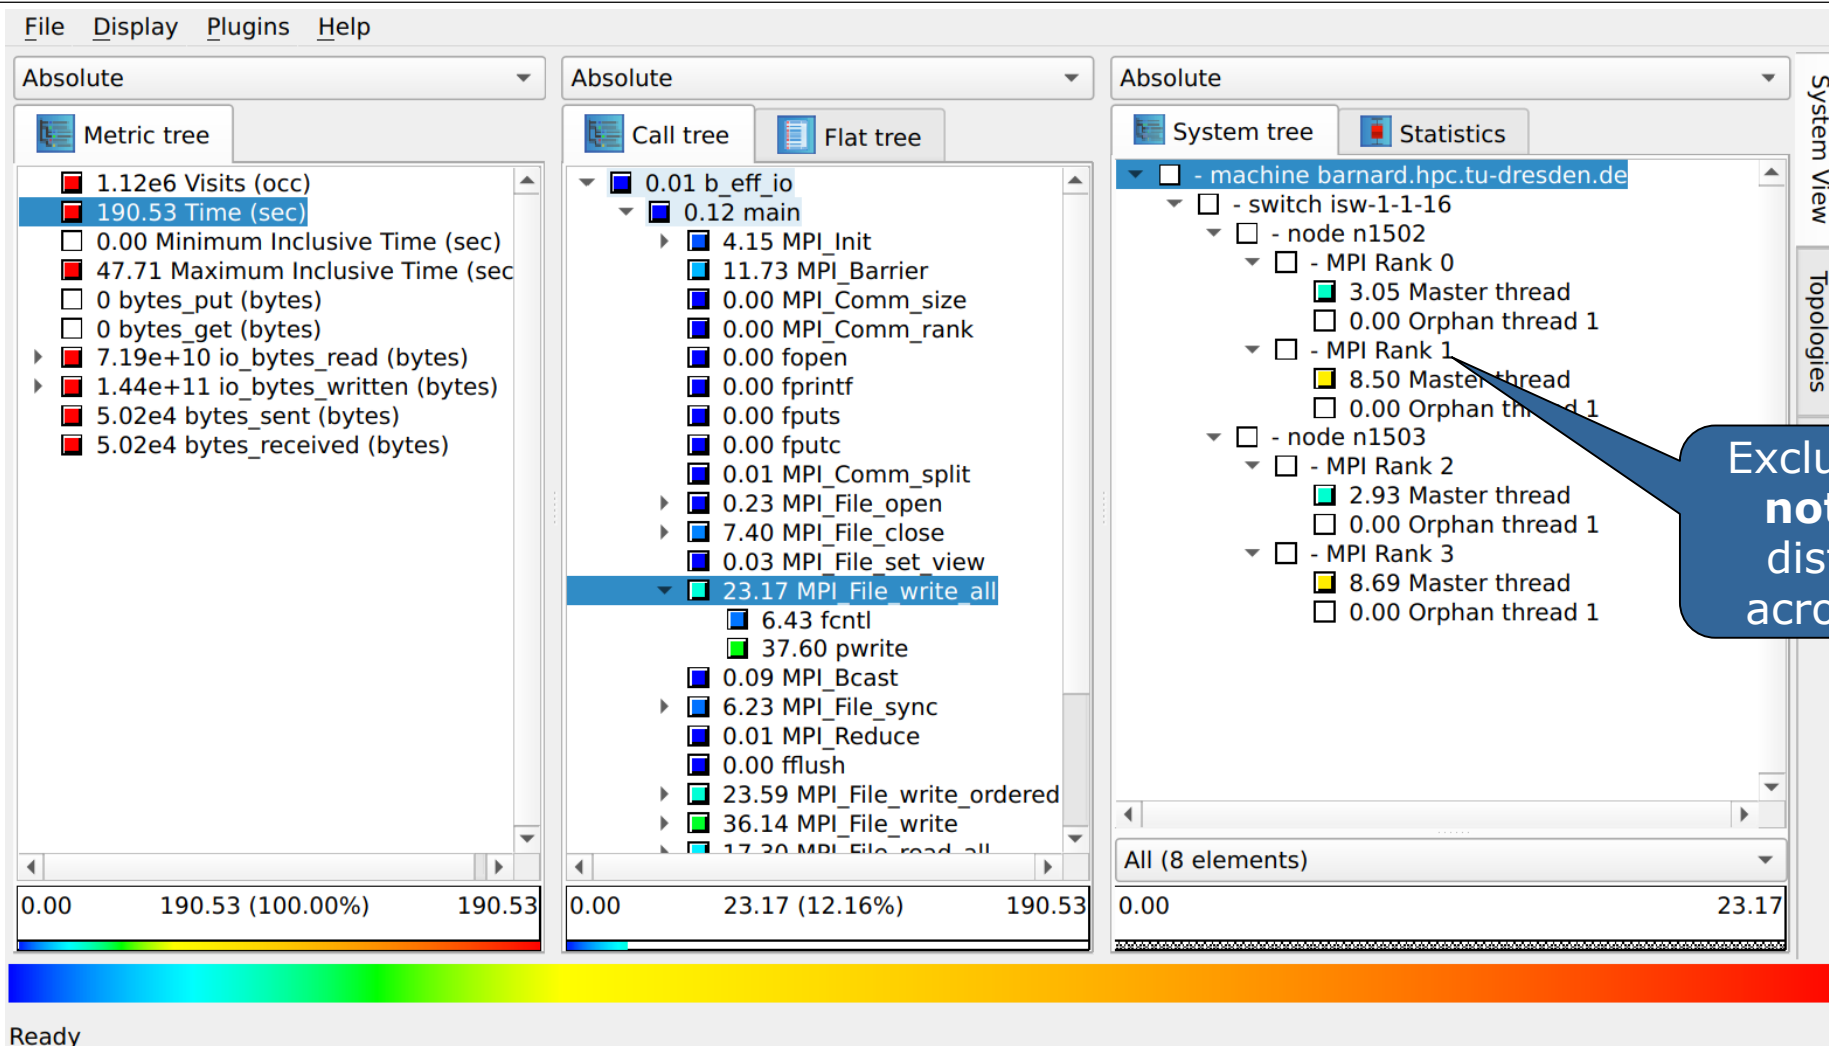 File Display Plugins Help
Absolute
Metric tree
1.12e6 Visits (occ)
190.53 Time (sec)
0.00 Minimum Inclusive Time (sec)
47.71 Maximum Inclusive Time (sec
0 bytes_put (bytes)
0 bytes_get (bytes)
7.19e+10 io_bytes_read (bytes)
1.44e+11 io_bytes_written (bytes)
5.02e4 bytes_sent (bytes)
5.02e4 bytes_received (bytes)
0.00 190.53 (100.00%) 190.53
Absolute
Call tree Flat tree
0.01 b_eff_io
0.12 main
4.15 MPI_Init
11.73 MPI_Barrier
0.00 MPI_Comm_size
0.00 MPI_Comm_rank
0.00 fopen
0.00 fprintf
0.00 fputs
0.00 fputc
0.01 MPI_Comm_split
0.23 MPI_File_open
7.40 MPI_File_close
0.03 MPI_File_set_view
23.17 MPI_File_write_all
6.43 fcntl
37.60 pwrite
0.09 MPI_Bcast
6.23 MPI_File_sync
0.01 MPI_Reduce
0.00 fflush
23.59 MPI_File_write_ordered
36.14 MPI_File_write
17.30 MPI_File_read_all
0.00 23.17 (12.16%) 190.53
Absolute
System tree Statistics
- machine barnard.hpc.tu-dresden.de
- switch isw-1-1-16
- node n1502
- MPI Rank 0
3.05 Master thread
0.00 Orphan thread 1
- MPI Rank 1
8.50 Master thread
0.00 Orphan thread 1
- node n1503
- MPI Rank 2
2.93 Master thread
0.00 Orphan thread 1
- MPI Rank 3
8.69 Master thread
0.00 Orphan thread 1
All (8 elements)
0.00 23.17
System View
Topologies
Ready